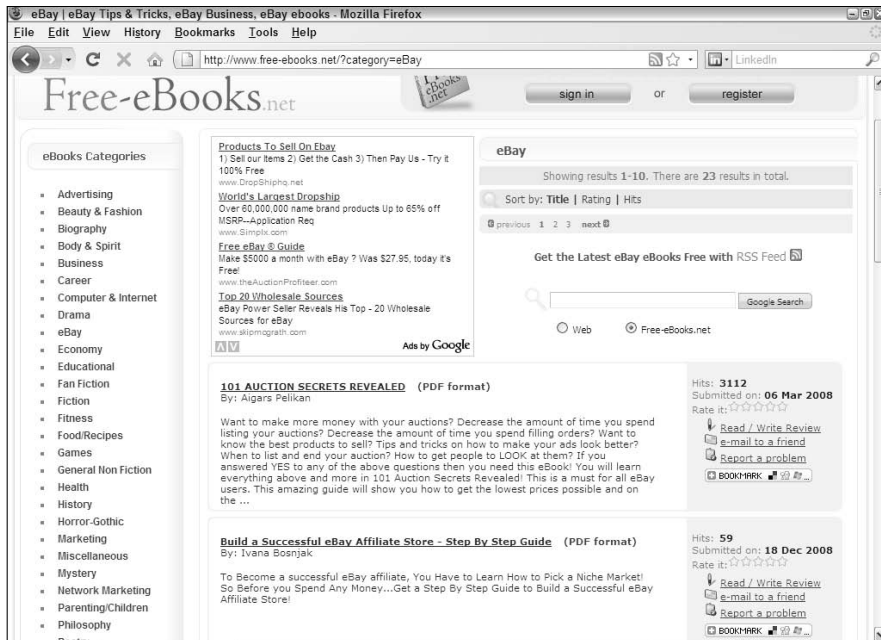 eBay | eBay Tips & Tricks, eBay Business, eBay ebooks - Mozilla Firefox
File Edit View History Bookmarks Tools Help
http://www.free-ebooks.net/?category=eBay
LinkedIn
Free-eBooks.net
eBooks
.net
sign in or register
eBooks Categories
Advertising
Beauty & Fashion
Biography
Body & Spirit
Business
Career
Computer & Internet
Drama
eBay
Economy
Educational
Fan Fiction
Fiction
Fitness
Food/Recipes
Games
General Non Fiction
Health
History
Horror-Gothic
Marketing
Miscellaneous
Mystery
Network Marketing
Parenting/Children
Philosophy
Products To Sell On Ebay
1) Sell our Items 2) Get the Cash 3) Then Pay Us - Try it
100% Free
www.DropShiphq.net
World's Largest Dropship
Over 60,000,000 name brand products Up to 65% off
MSRP--Application Req
www.Simplx.com
Free eBay ® Guide
Make $5000 a month with eBay ? Was $27.95, today it's
Free!
www.theAuctionProfiteer.com
Top 20 Wholesale Sources
eBay Power Seller Reveals His Top - 20 Wholesale
Sources for eBay
www.skipmcgrath.com
Ads by Google
eBay
Showing results 1-10. There are 23 results in total.
Sort by: Title | Rating | Hits
previous 1 2 3 next
Get the Latest eBay eBooks Free with RSS Feed
Google Search
Web Free-eBooks.net
101 AUCTION SECRETS REVEALED (PDF format)
By: Aigars Pelikan
Want to make more money with your auctions? Decrease the amount of time you spend
listing your auctions? Decrease the amount of time you spend filling orders? Want to
know the best products to sell? Tips and tricks on how to make your ads look better?
When to list and end your auction? How to get people to LOOK at them? If you
answered YES to any of the above questions then you need this eBook! You will learn
everything above and more in 101 Auction Secrets Revealed! This is a must for all eBay
users. This amazing guide will show you how to get the lowest prices possible and on
the ...
Hits: 3112
Submitted on: 06 Mar 2008
Rate it:
Read / Write Review
e-mail to a friend
Report a problem
BOOKMARK
Build a Successful eBay Affiliate Store - Step By Step Guide (PDF format)
By: Ivana Bosnjak
To Become a successful eBay affiliate, You Have to Learn How to Pick a Niche Market!
So Before you Spend Any Money...Get a Step By Step Guide to Build a Successful eBay
Affiliate Store!
Hits: 59
Submitted on: 18 Dec 2008
Rate it:
Read / Write Review
e-mail to a friend
Report a problem
BOOKMARK